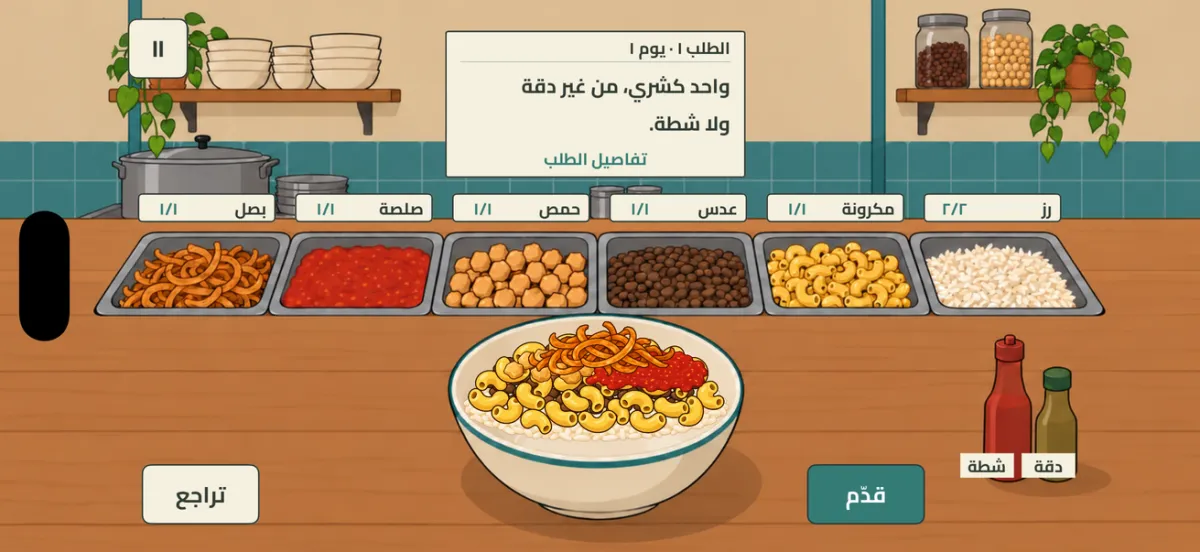 الطلب ١ · يوم ١
واحد كشري، من غير دقة
ولا شطة.
تفاصيل الطلب
رز ٢/٢
مكرونة ١/١
عدس ١/١
حمص ١/١
صلصة ١/١
بصل ١/١
دقة
شطة
قدّم
تراجع